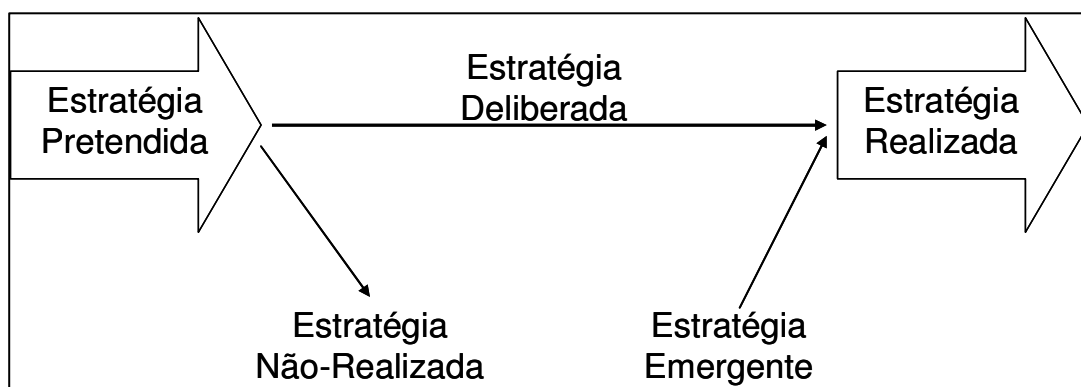 Estratégia
Pretendida
Estratégia
Deliberada
Estratégia
Realizada
Estratégia
Não-Realizada
Estratégia
Emergente